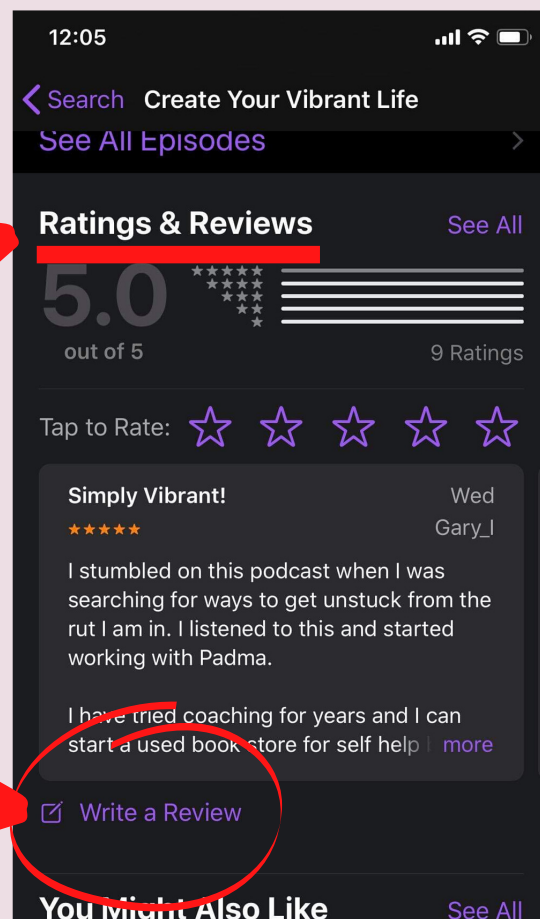 12:05
Search Create Your Vibrant Life
See All Episodes
Ratings & Reviews See All
5.0
out of 5 9 Ratings
Tap to Rate:
Simply Vibrant! Wed
Gary_I
I stumbled on this podcast when I was
searching for ways to get unstuck from the
rut I am in. I listened to this and started
working with Padma.
I have tried coaching for years and I can
start a used book store for self help more
Write a Review
You Might Also Like See All